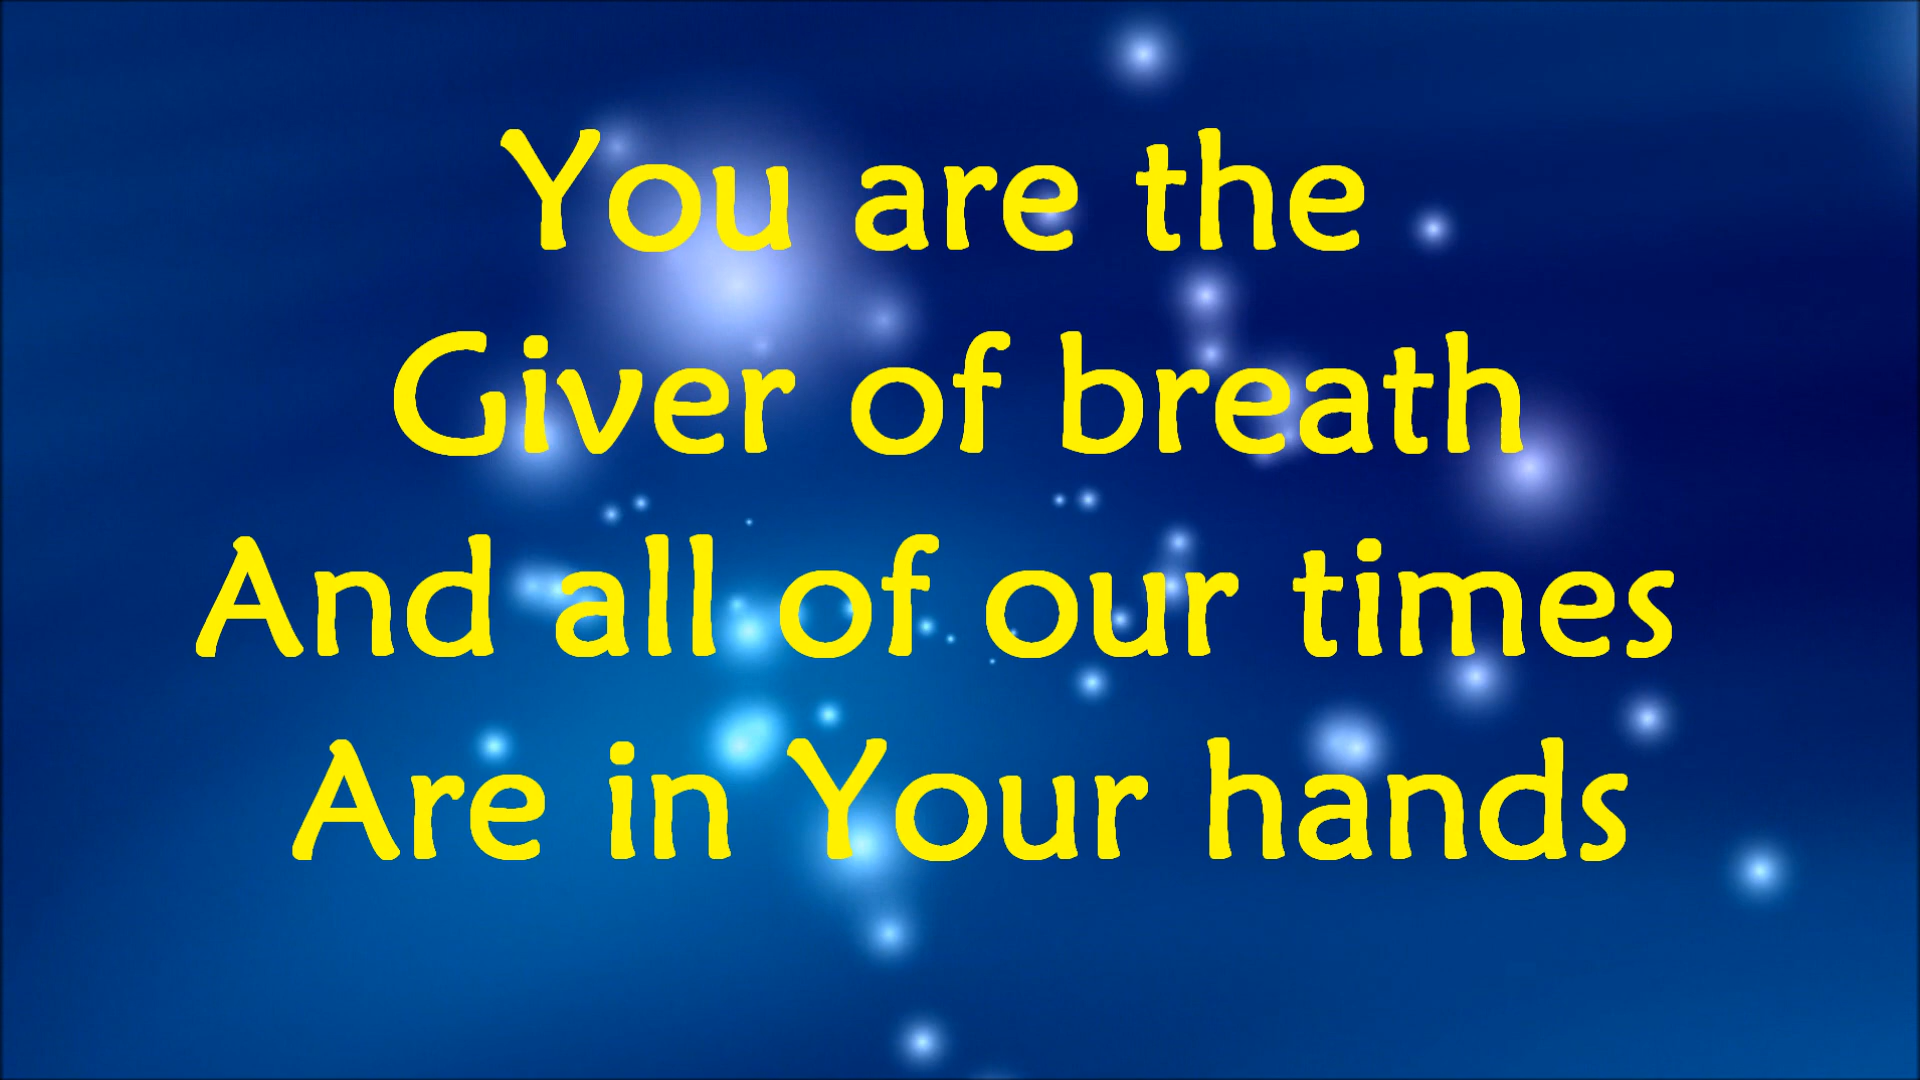 You are the
Giver of breath
And all of our times
Are in Your hands